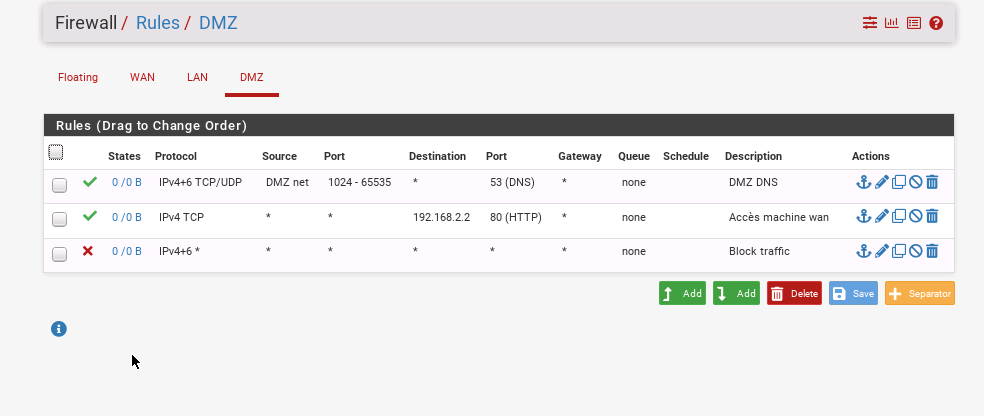 Firewall / Rules / DMZ
Floating WAN LAN DMZ
Rules (Drag to Change Order)
States Protocol Source Port Destination Port Gateway Queue Schedule Description Actions
0 /0 B IPv4+6 TCP/UDP DMZ net 1024 - 65535 * 53 (DNS) * none DMZ DNS
0 /0 B IPv4 TCP * * 192.168.2.2 80 (HTTP) * none Accès machine wan
0 /0 B IPv4+6 * * * * * * none Block traffic
Add Add Delete Save Separator